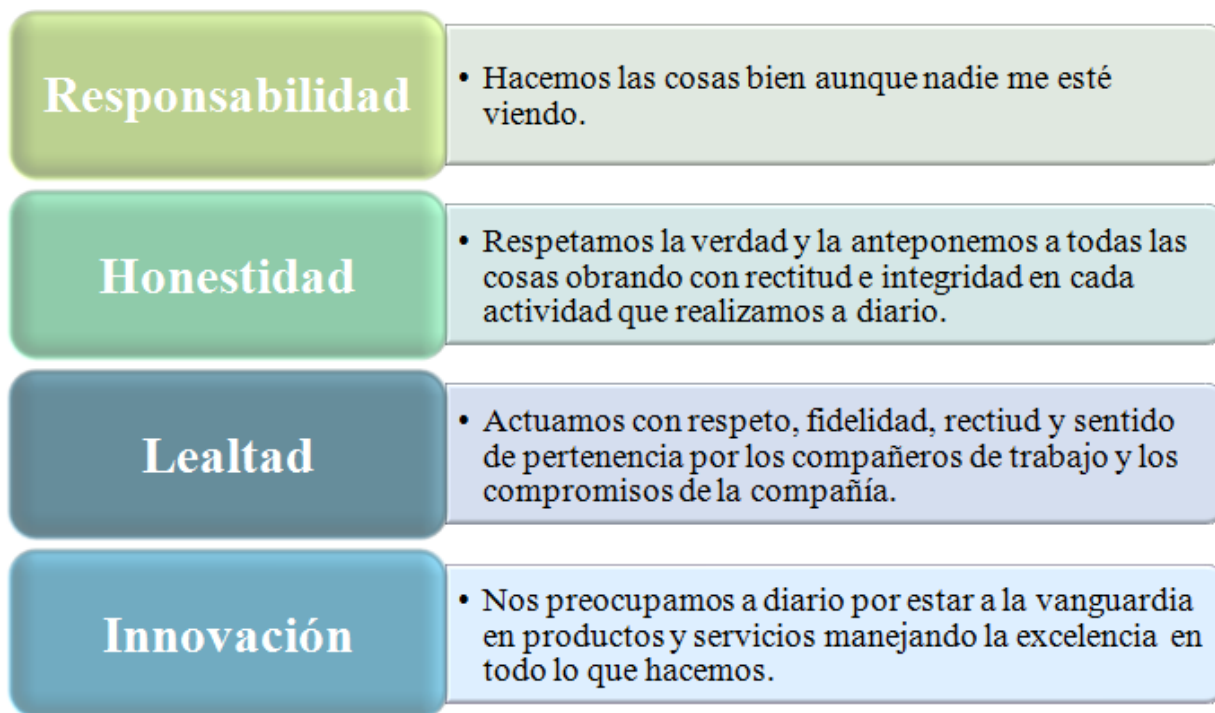 Responsabilidad
• Hacemos las cosas bien aunque nadie me esté
viendo.
Honestidad
• Respetamos la verdad y la anteponemos a todas las
cosas obrando con rectitud e integridad en cada
actividad que realizamos a diario.
Lealtad
• Actuamos con respeto, fidelidad, rectiud y sentido
de pertenencia por los compañeros de trabajo y los
compromisos de la compañía.
Innovación
• Nos preocupamos a diario por estar a la vanguardia
en productos y servicios manejando la excelencia en
todo lo que hacemos.